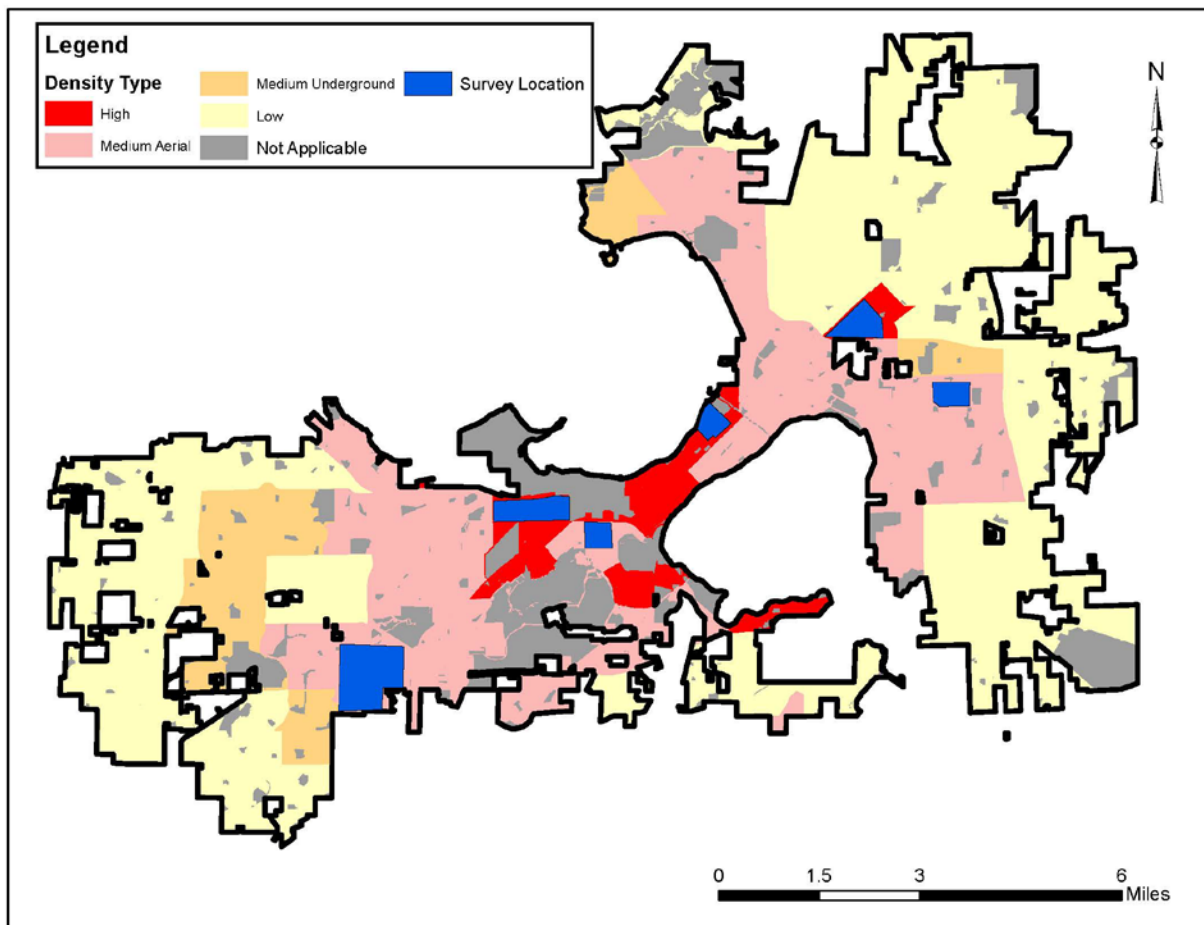 Legend
Density Type
High
Medium Aerial
Medium Underground
Low
Not Applicable
Survey Location
N
0 1.5 3 6
Miles